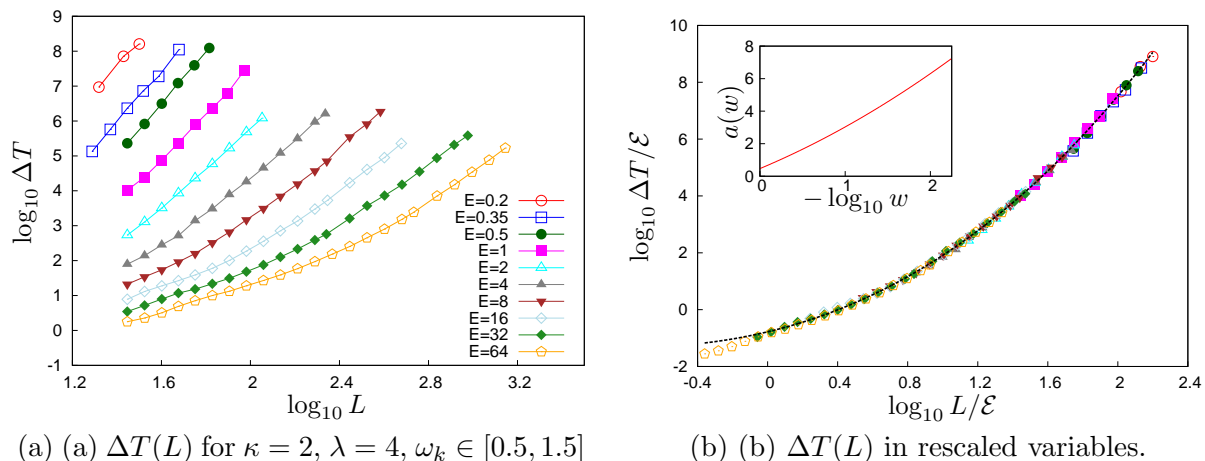 9
8
7
6
5
4
3
2
1
0
-1
log₁₀ ΔT
1.2
1.6
2
2.4
2.8
3.2
log₁₀ L
E=0.2
E=0.35
E=0.5
E=1
E=2
E=4
E=8
E=16
E=32
E=64
(a) (a) ΔT(L) for κ = 2, λ = 4, ωₖ ∈ [0.5, 1.5]
10
8
6
4
2
0
-2
log₁₀ ΔT/ℰ
-0.4
0
0.4
0.8
1.2
1.6
2
2.4
log₁₀ L/ℰ
8
6
4
2
0
a(w)
0
1
2
− log₁₀ w
(b) (b) ΔT(L) in rescaled variables.